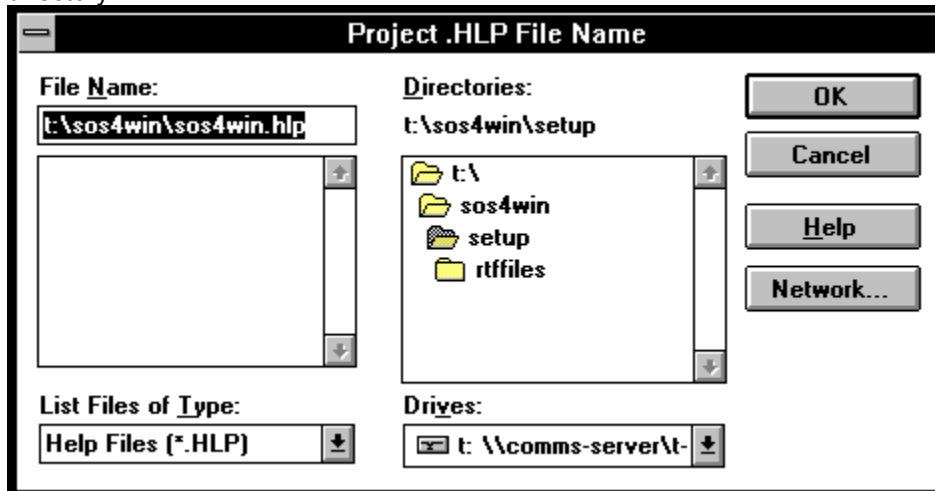 Project .HLP File Name
File Name:
t:\sos4win\sos4win.hlp
Directories:
t:\sos4win\setup
t:\
sos4win
setup
rtffiles
OK
Cancel
Help
Network...
List Files of Type:
Help Files (*.HLP)
Drives:
t: \\comms-server\t-